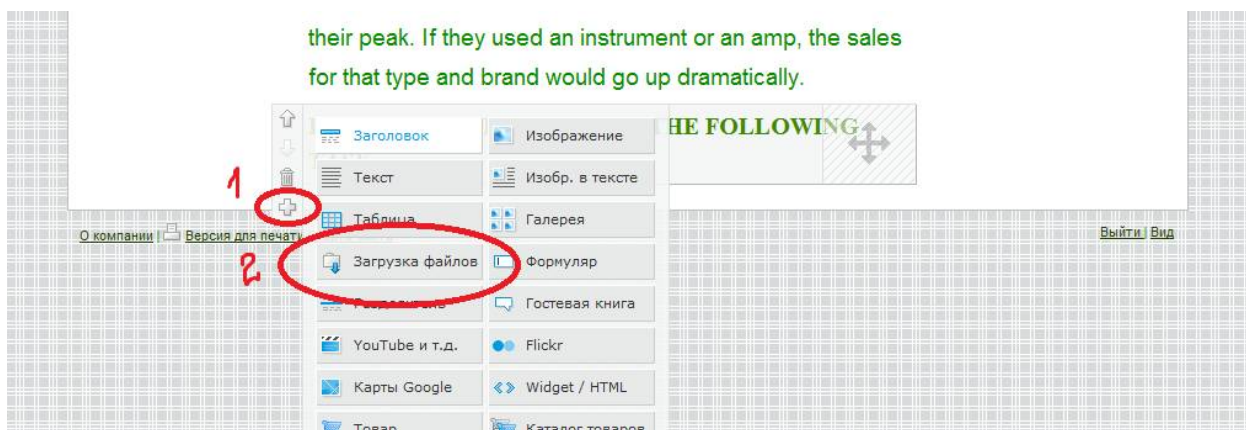 their peak. If they used an instrument or an amp, the sales
for that type and brand would go up dramatically.
HE FOLLOWING
Заголовок Изображение
Текст Изобр. в тексте
1
Таблица Галерея
О компании | Версия для печати
Выйти | Вид
2
Загрузка файлов Формуляр
Разделитель Гостевая книга
YouTube и т.д. Flickr
Карты Google Widget / HTML
Товар Каталог товаров